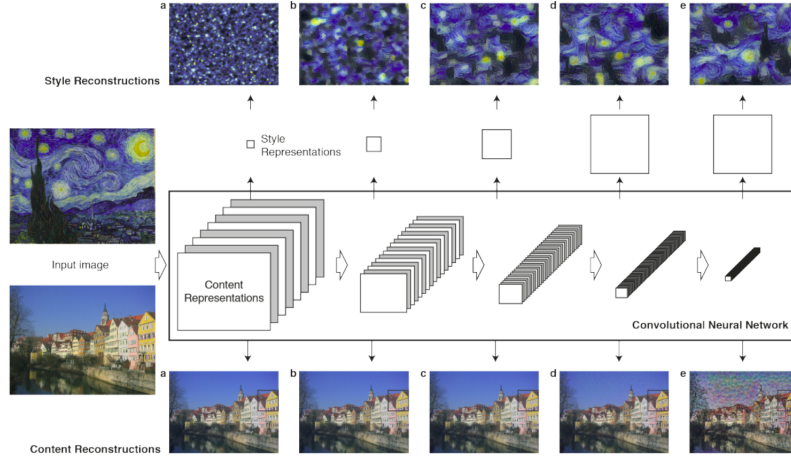 a
b
c
d
e
Style Reconstructions
Style
Representations
Input image
Content
Representations
Convolutional Neural Network
a
b
c
d
e
Content Reconstructions